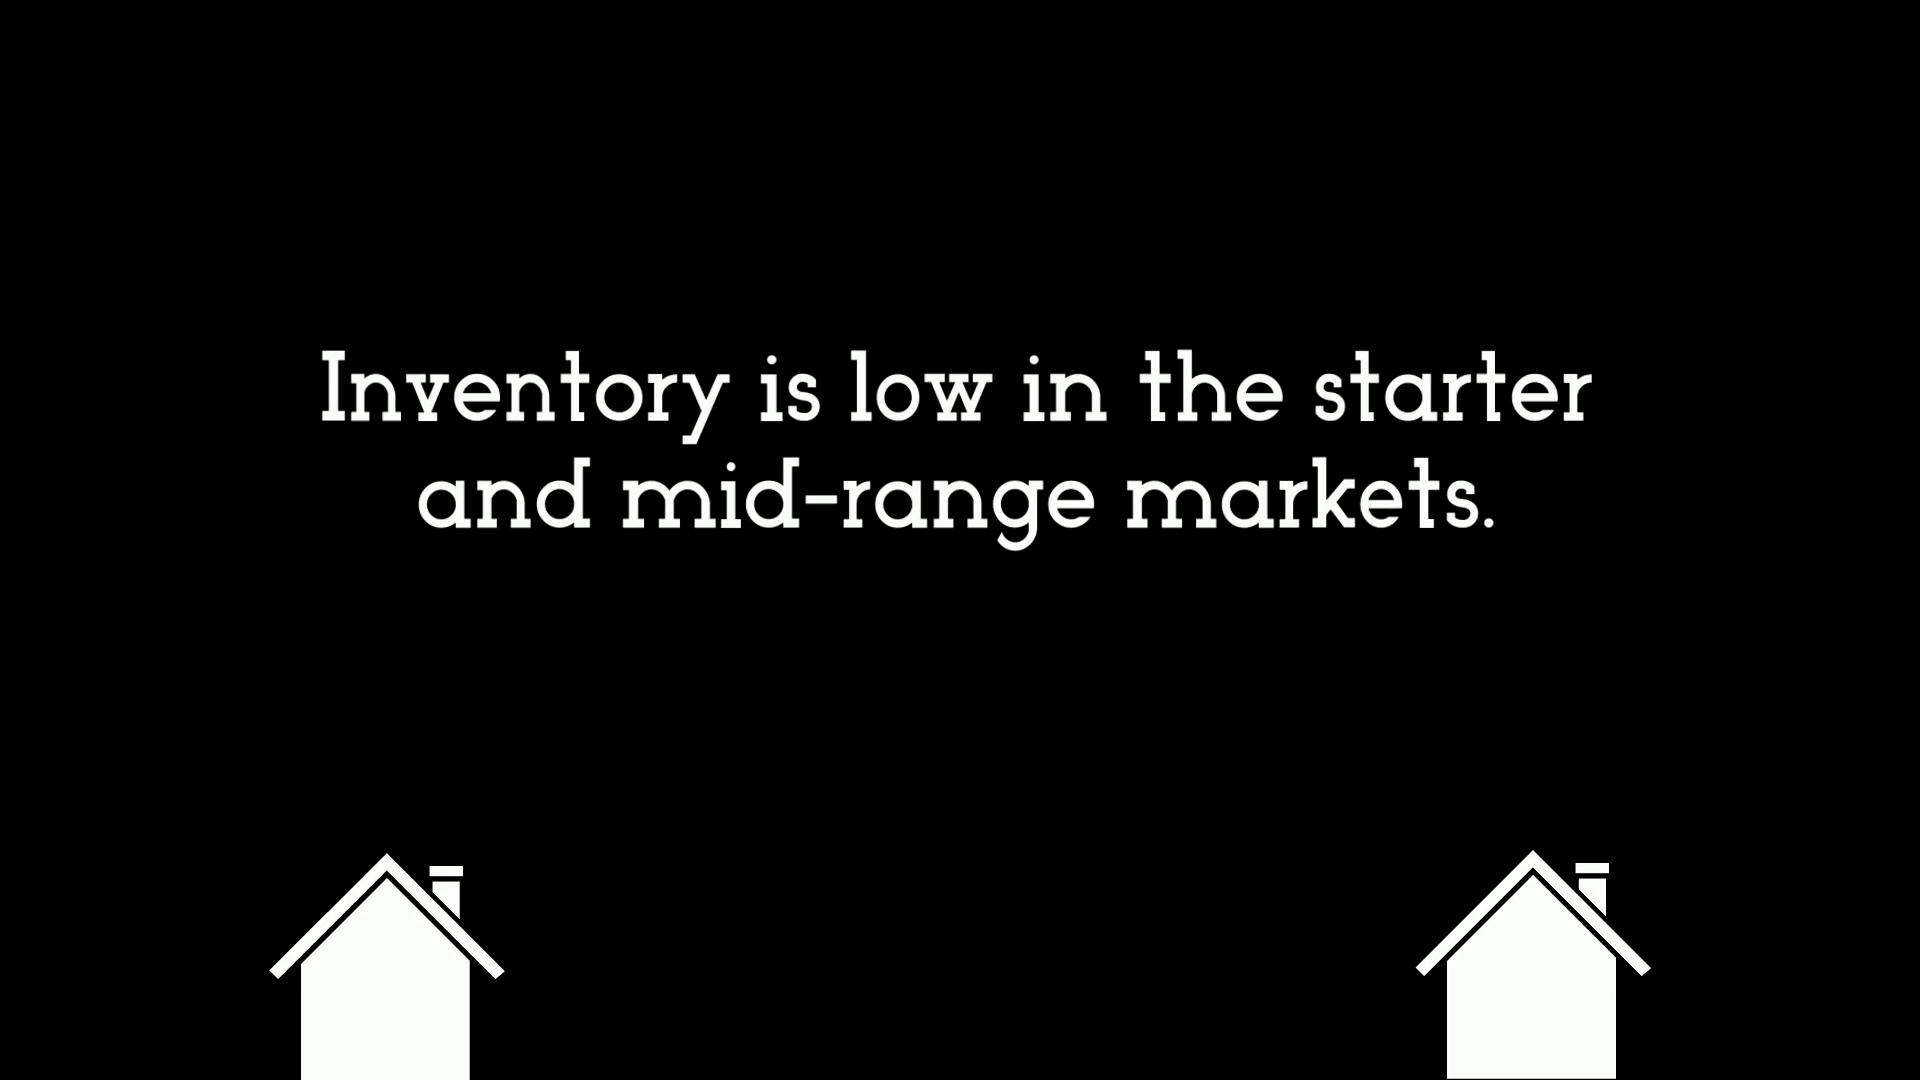 Inventory is low in the starter
and mid-range markets.